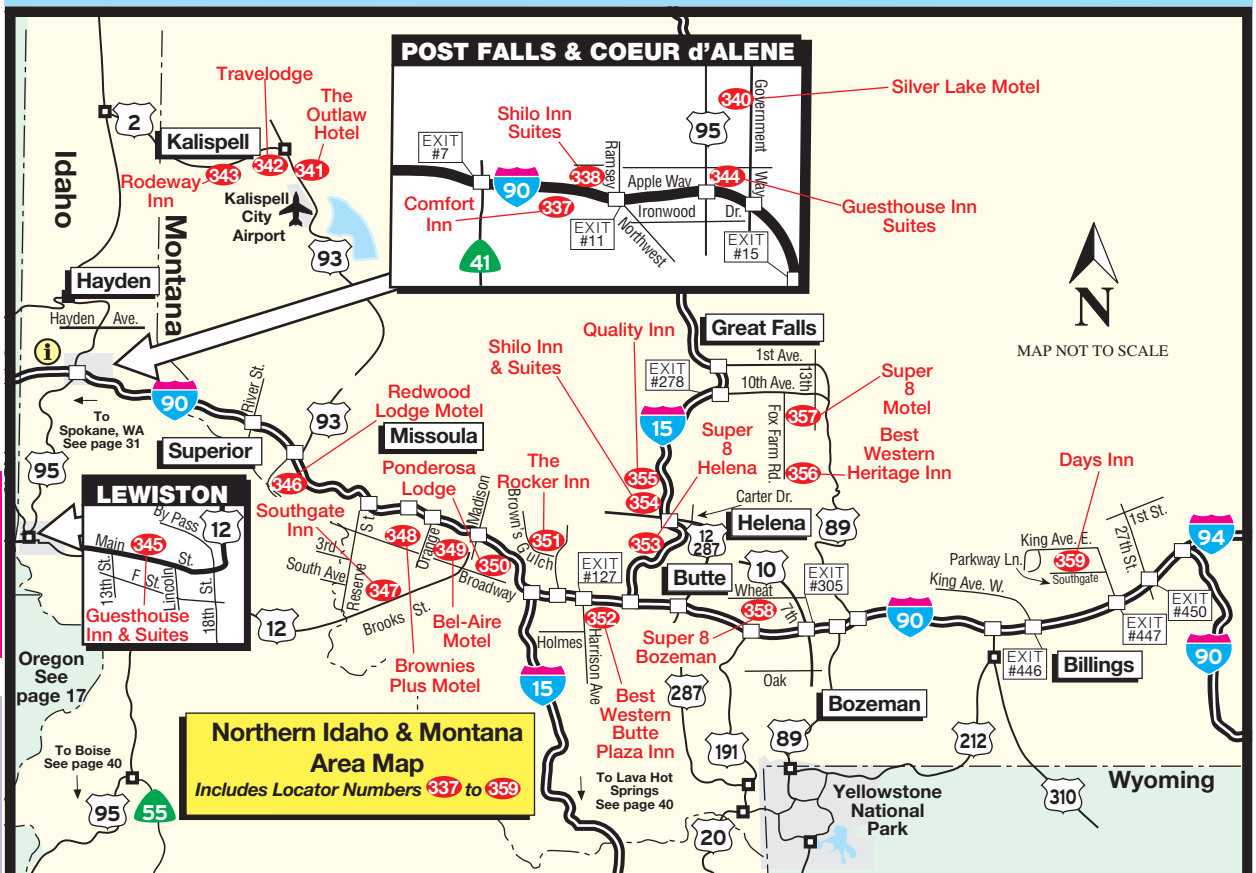 POST FALLS & COEUR d'ALENE
EXIT
#7
90
41
Comfort
Inn
337
Shilo Inn
Suites
338
Ramsey
Apple Way
Ironwood Dr.
Northwest
EXIT
#11
95
340
Silver Lake Motel
Government Way
344
Guesthouse Inn
Suites
EXIT
#15
Travelodge
The
Outlaw
Hotel
2
Kalispell
343
342
341
Rodeway
Inn
Kalispell
City
Airport
Idaho
Montana
93
Hayden
Hayden Ave.
i
To
Spokane, WA
See page 31
90
River St.
93
Superior
95
LEWISTON
By Pass
12
Main St.
345
F St.
13th St.
Lincoln
18th St.
Guesthouse
Inn & Suites
12
Oregon
See
page 17
To Boise
See page 40
95
55
Redwood
Lodge Motel
346
Missoula
Ponderosa
Lodge
Southgate
Inn
3rd
South Ave.
Reserve St
347
348
349
350
Orange
Madison
Broadway
Brooks St.
Bel-Aire
Motel
Brownies
Plus Motel
Brown's Gulch
The
Rocker Inn
351
EXIT
#127
352
Holmes
Harrison Ave
Best
Western
Butte
Plaza Inn
15
Butte
Quality Inn
Shilo Inn
& Suites
355
354
353
Super
8
Helena
15
EXIT
#278
Great Falls
1st Ave.
10th Ave.
13th
Fox Farm Rd.
357
Super
8
Motel
356
Best
Western
Heritage Inn
Carter Dr.
Helena
12
287
89
10
EXIT
#305
Wheat
358
7th
Super 8
Bozeman
Oak
Bozeman
287
191
89
20
To Lava Hot
Springs
See page 40
Yellowstone
National
Park
90
Days Inn
King Ave. E.
Parkway Ln.
359
Southgate
King Ave. W.
27th St.
1st St.
94
EXIT
#450
EXIT
#447
EXIT
#446
Billings
90
212
310
Wyoming
N
MAP NOT TO SCALE
Northern Idaho & Montana
Area Map
Includes Locator Numbers 337 to 359